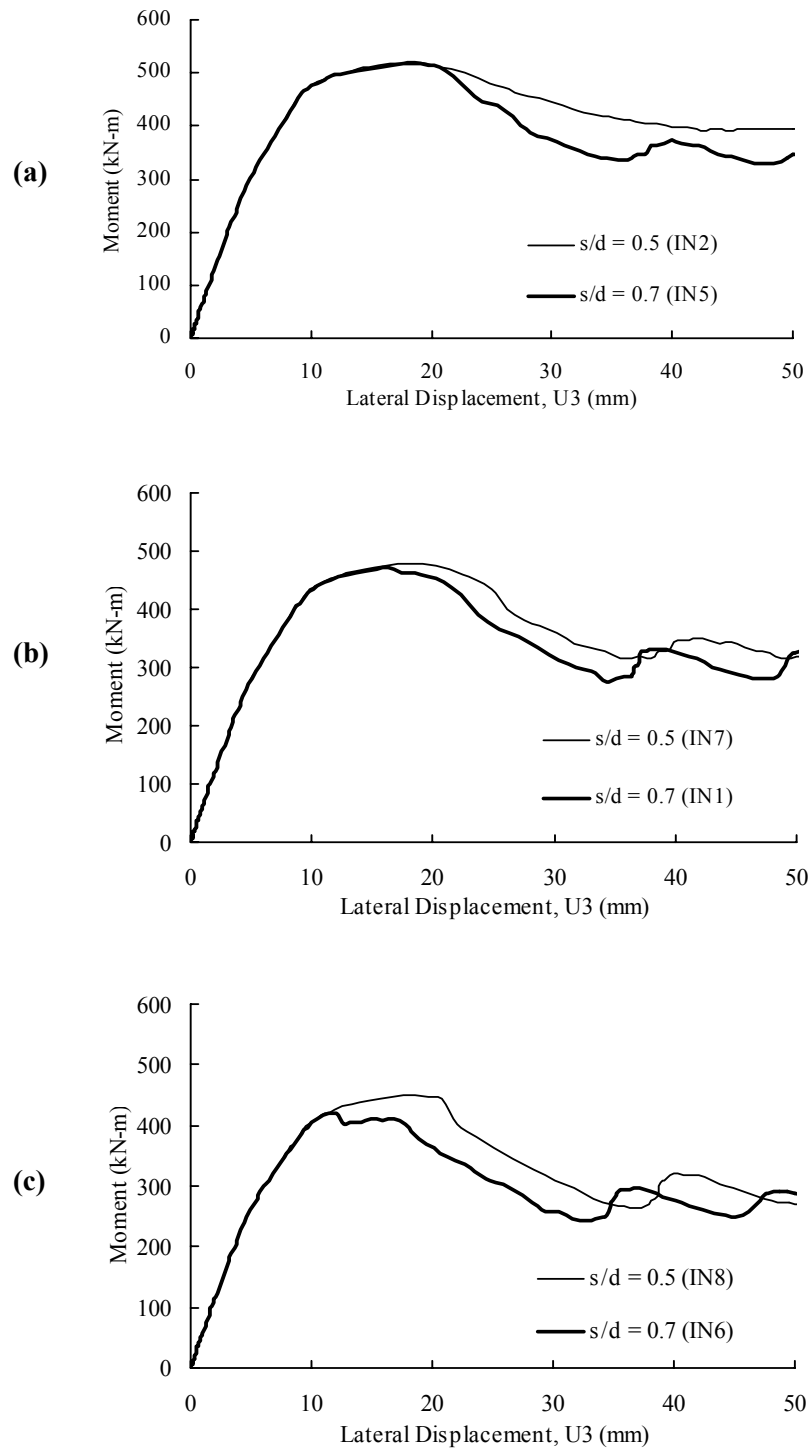 (a)
Moment (kN-m)
600
500
400
300
200
100
0
s/d = 0.5 (IN2)
s/d = 0.7 (IN5)
0 10 20 30 40 50
Lateral Displacement, U3 (mm)
(b)
Moment (kN-m)
600
500
400
300
200
100
0
s/d = 0.5 (IN7)
s/d = 0.7 (IN1)
0 10 20 30 40 50
Lateral Displacement, U3 (mm)
(c)
Moment (kN-m)
600
500
400
300
200
100
0
s/d = 0.5 (IN8)
s/d = 0.7 (IN6)
0 10 20 30 40 50
Lateral Displacement, U3 (mm)